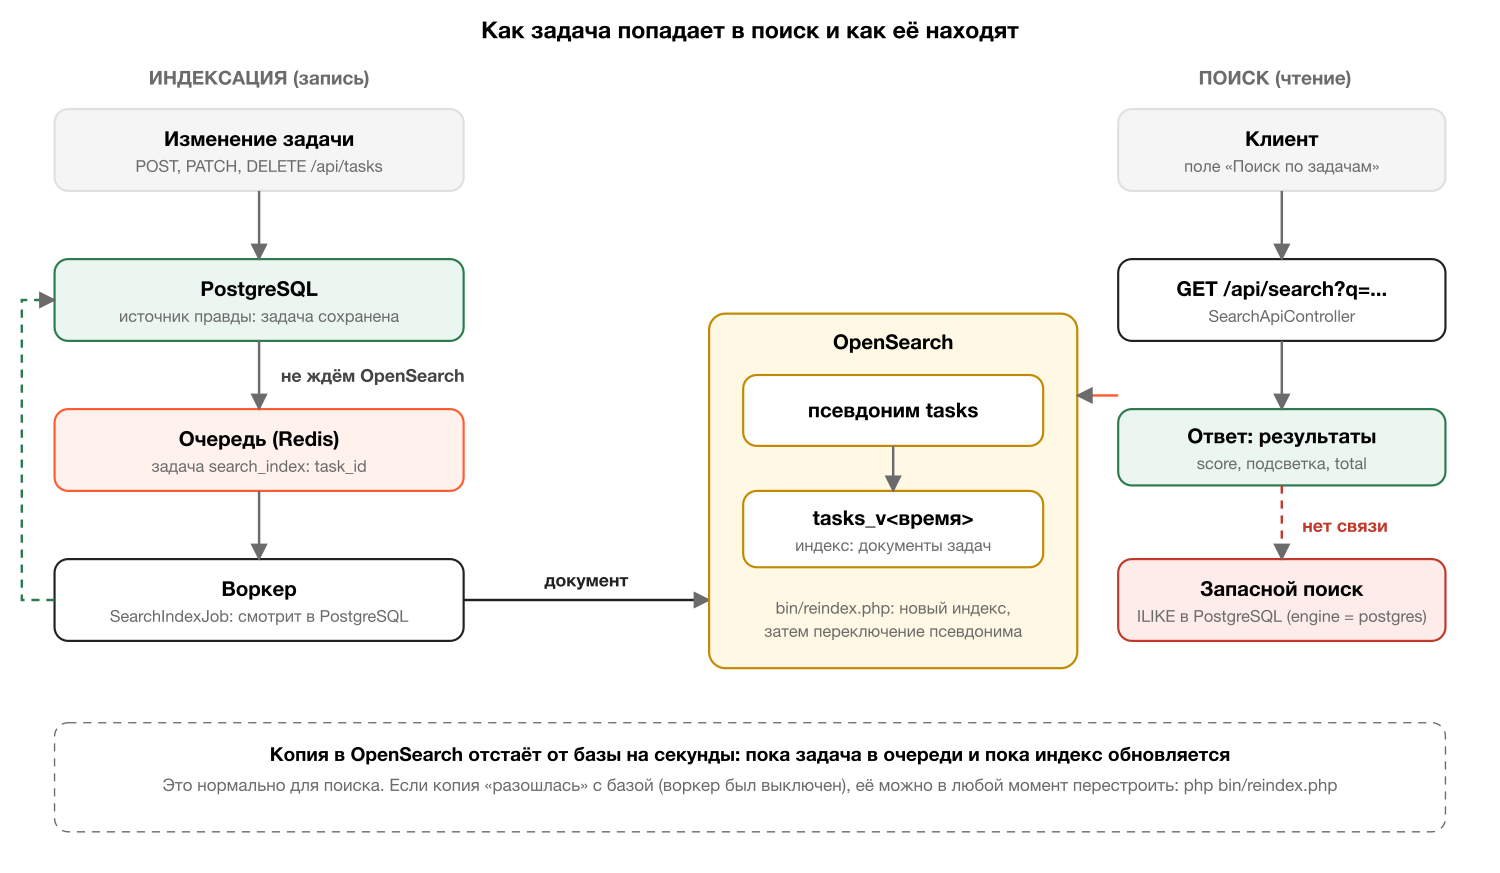 Как задача попадает в поиск и как её находят
ИНДЕКСАЦИЯ (запись)
Изменение задачи
POST, PATCH, DELETE /api/tasks
PostgreSQL
источник правды: задача сохранена
не ждём OpenSearch
Очередь (Redis)
задача search_index: task_id
Воркер
SearchIndexJob: смотрит в PostgreSQL
документ
OpenSearch
псевдоним tasks
tasks_v<время>
индекс: документы задач
bin/reindex.php: новый индекс,
затем переключение псевдонима
ПОИСК (чтение)
Клиент
поле «Поиск по задачам»
GET /api/search?q=...
SearchApiController
Ответ: результаты
score, подсветка, total
нет связи
Запасной поиск
ILIKE в PostgreSQL (engine = postgres)
Копия в OpenSearch отстаёт от базы на секунды: пока задача в очереди и пока индекс обновляется
Это нормально для поиска. Если копия «разошлась» с базой (воркер был выключен), её можно в любой момент перестроить: php bin/reindex.php